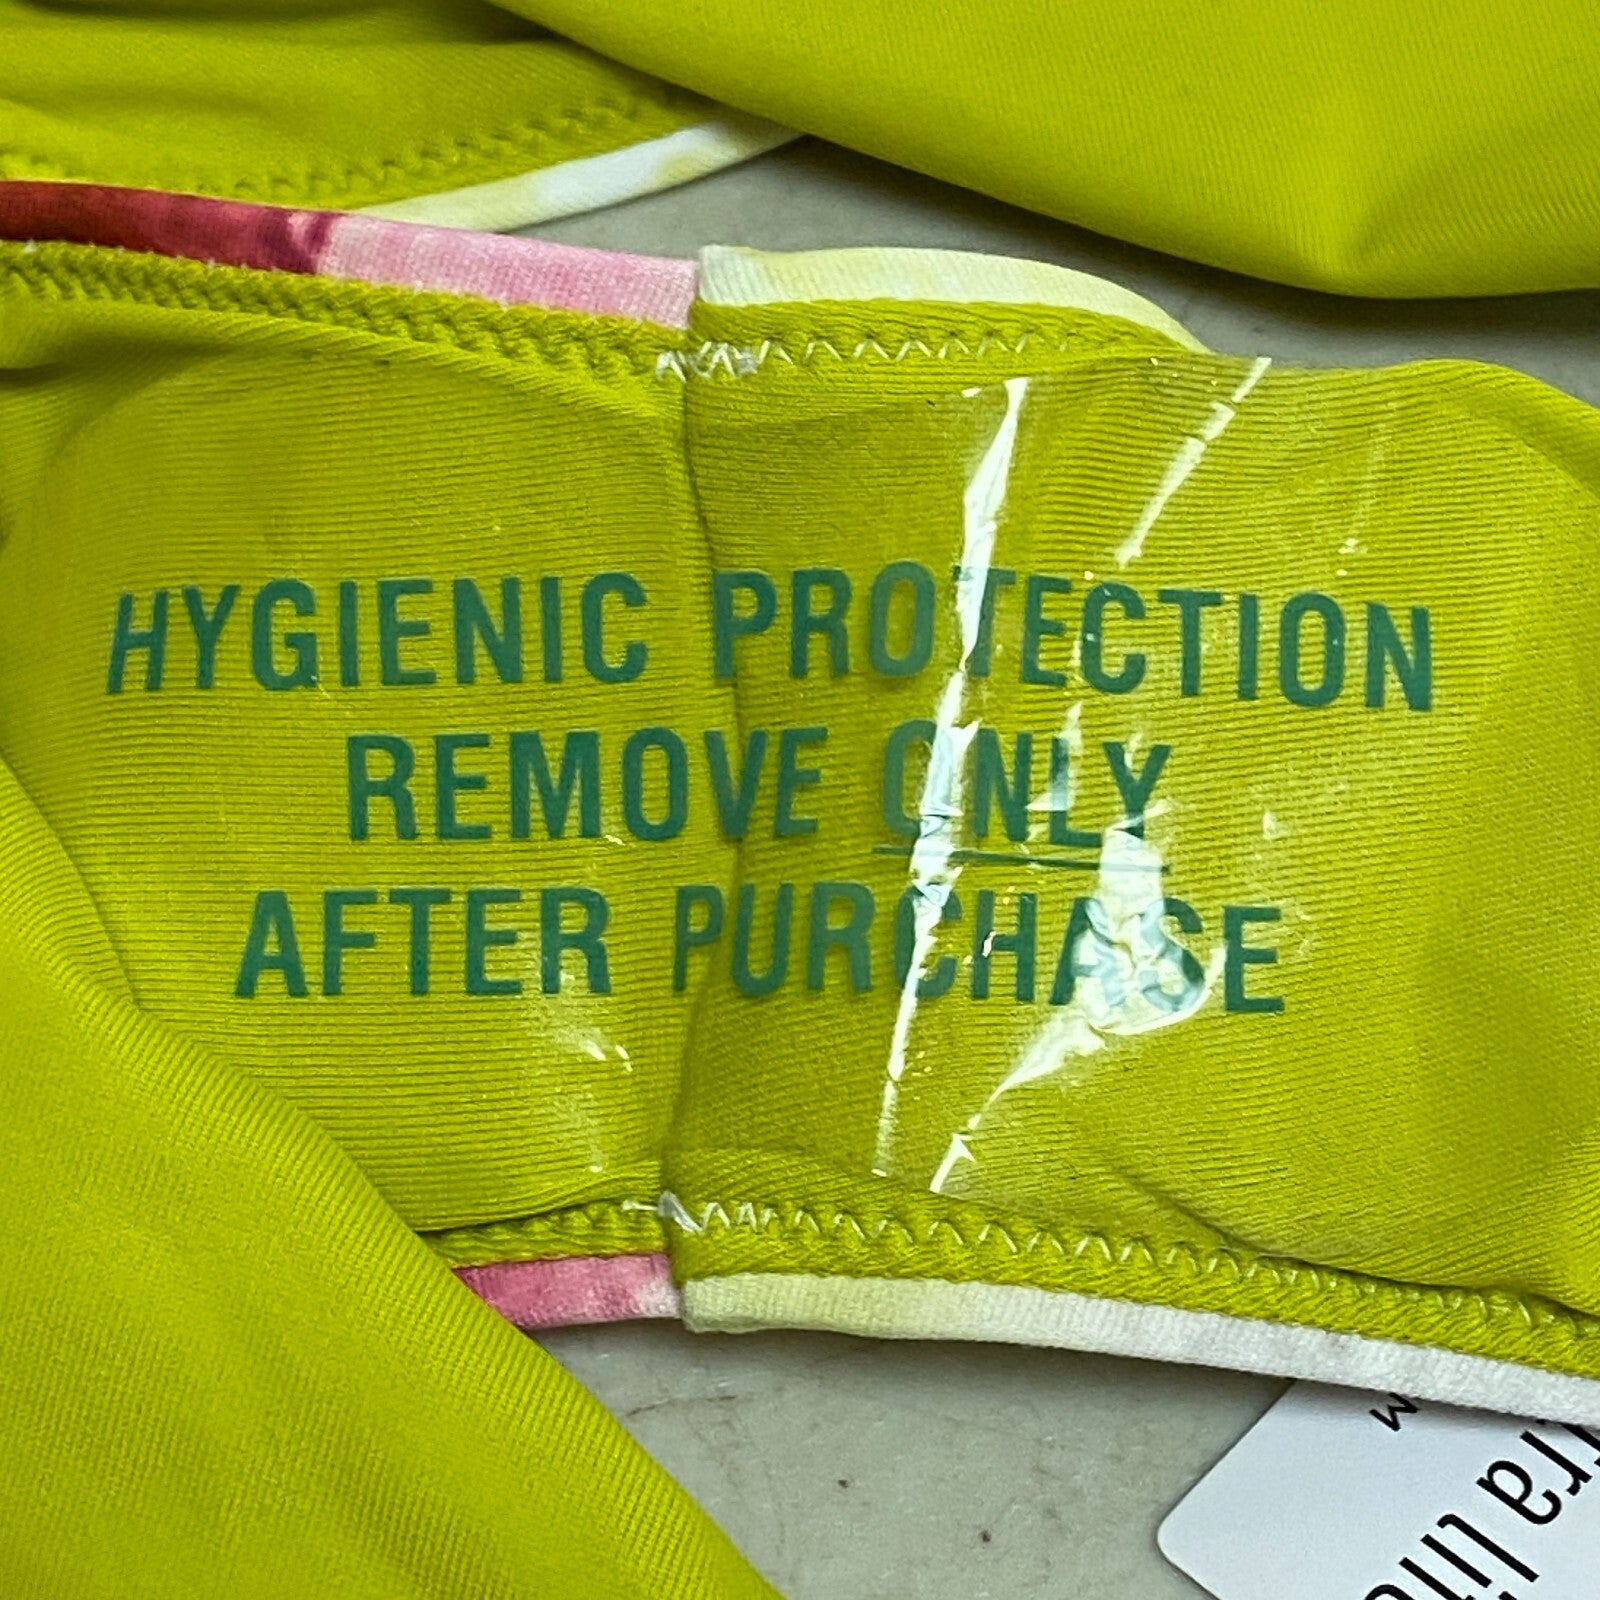 HYGIENIC PROTECTION
REMOVE ONLY
AFTER PURCHASE
M